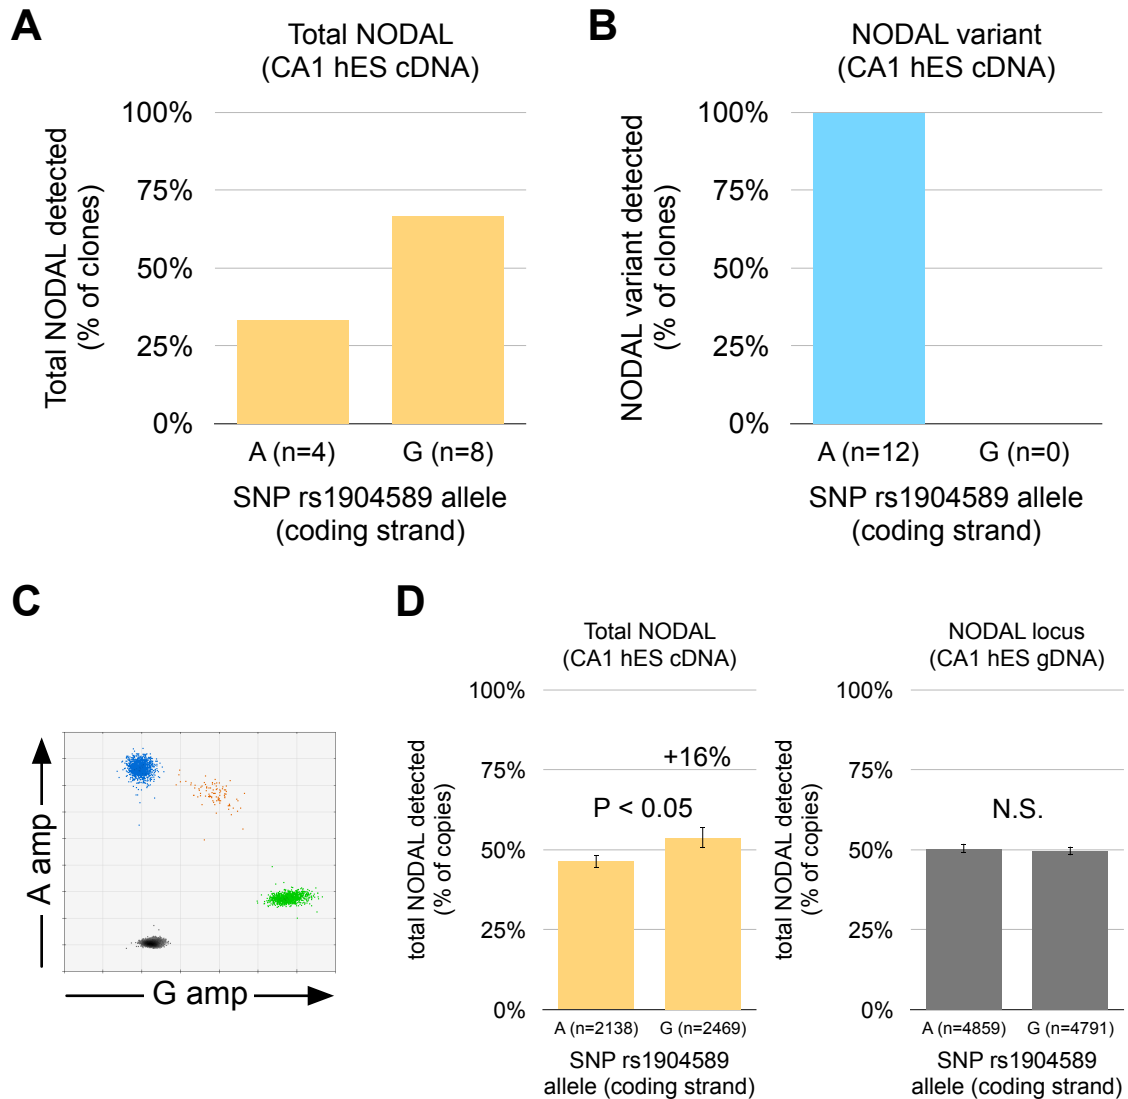 A
Total NODAL
(CA1 hES cDNA)
Total NODAL detected
(% of clones)
100%
75%
50%
25%
0%
A (n=4)
G (n=8)
SNP rs1904589 allele
(coding strand)
B
NODAL variant
(CA1 hES cDNA)
NODAL variant detected
(% of clones)
100%
75%
50%
25%
0%
A (n=12)
G (n=0)
SNP rs1904589 allele
(coding strand)
C
A amp
G amp
D
Total NODAL
(CA1 hES cDNA)
total NODAL detected
(% of copies)
100%
75%
50%
25%
0%
+16%
P < 0.05
A (n=2138)
G (n=2469)
SNP rs1904589
allele (coding strand)
NODAL locus
(CA1 hES gDNA)
total NODAL detected
(% of copies)
100%
75%
50%
25%
0%
N.S.
A (n=4859)
G (n=4791)
SNP rs1904589
allele (coding strand)